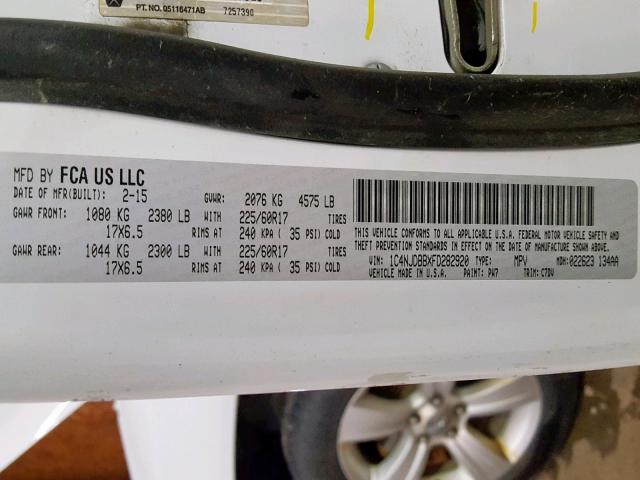 PT. NO. 05116471AB 7257390
MFD BY FCA US LLC
DATE OF MFR(BUILT): 2-15 GVWR: 2076 KG 4575 LB
GAWR FRONT: 1080 KG 2380 LB WITH 225/60R17 TIRES
17X6.5 RIMS AT 240 KPA ( 35 PSI) COLD
GAWR REAR: 1044 KG 2300 LB WITH 225/60R17 TIRES
17X6.5 RIMS AT 240 KPA ( 35 PSI) COLD
THIS VEHICLE CONFORMS TO ALL APPLICABLE U.S.A. FEDERAL MOTOR VEHICLE SAFETY AND
THEFT PREVENTION STANDARDS IN EFFECT ON THE DATE OF MANUFACTURE SHOWN ABOVE.
VEHICLE MADE IN U.S.A.
VIN: 1C4NJDBBXFD282920 TYPE: MPV MDH: 022623 134AA
PAINT: PW7 TRIM: C7DV